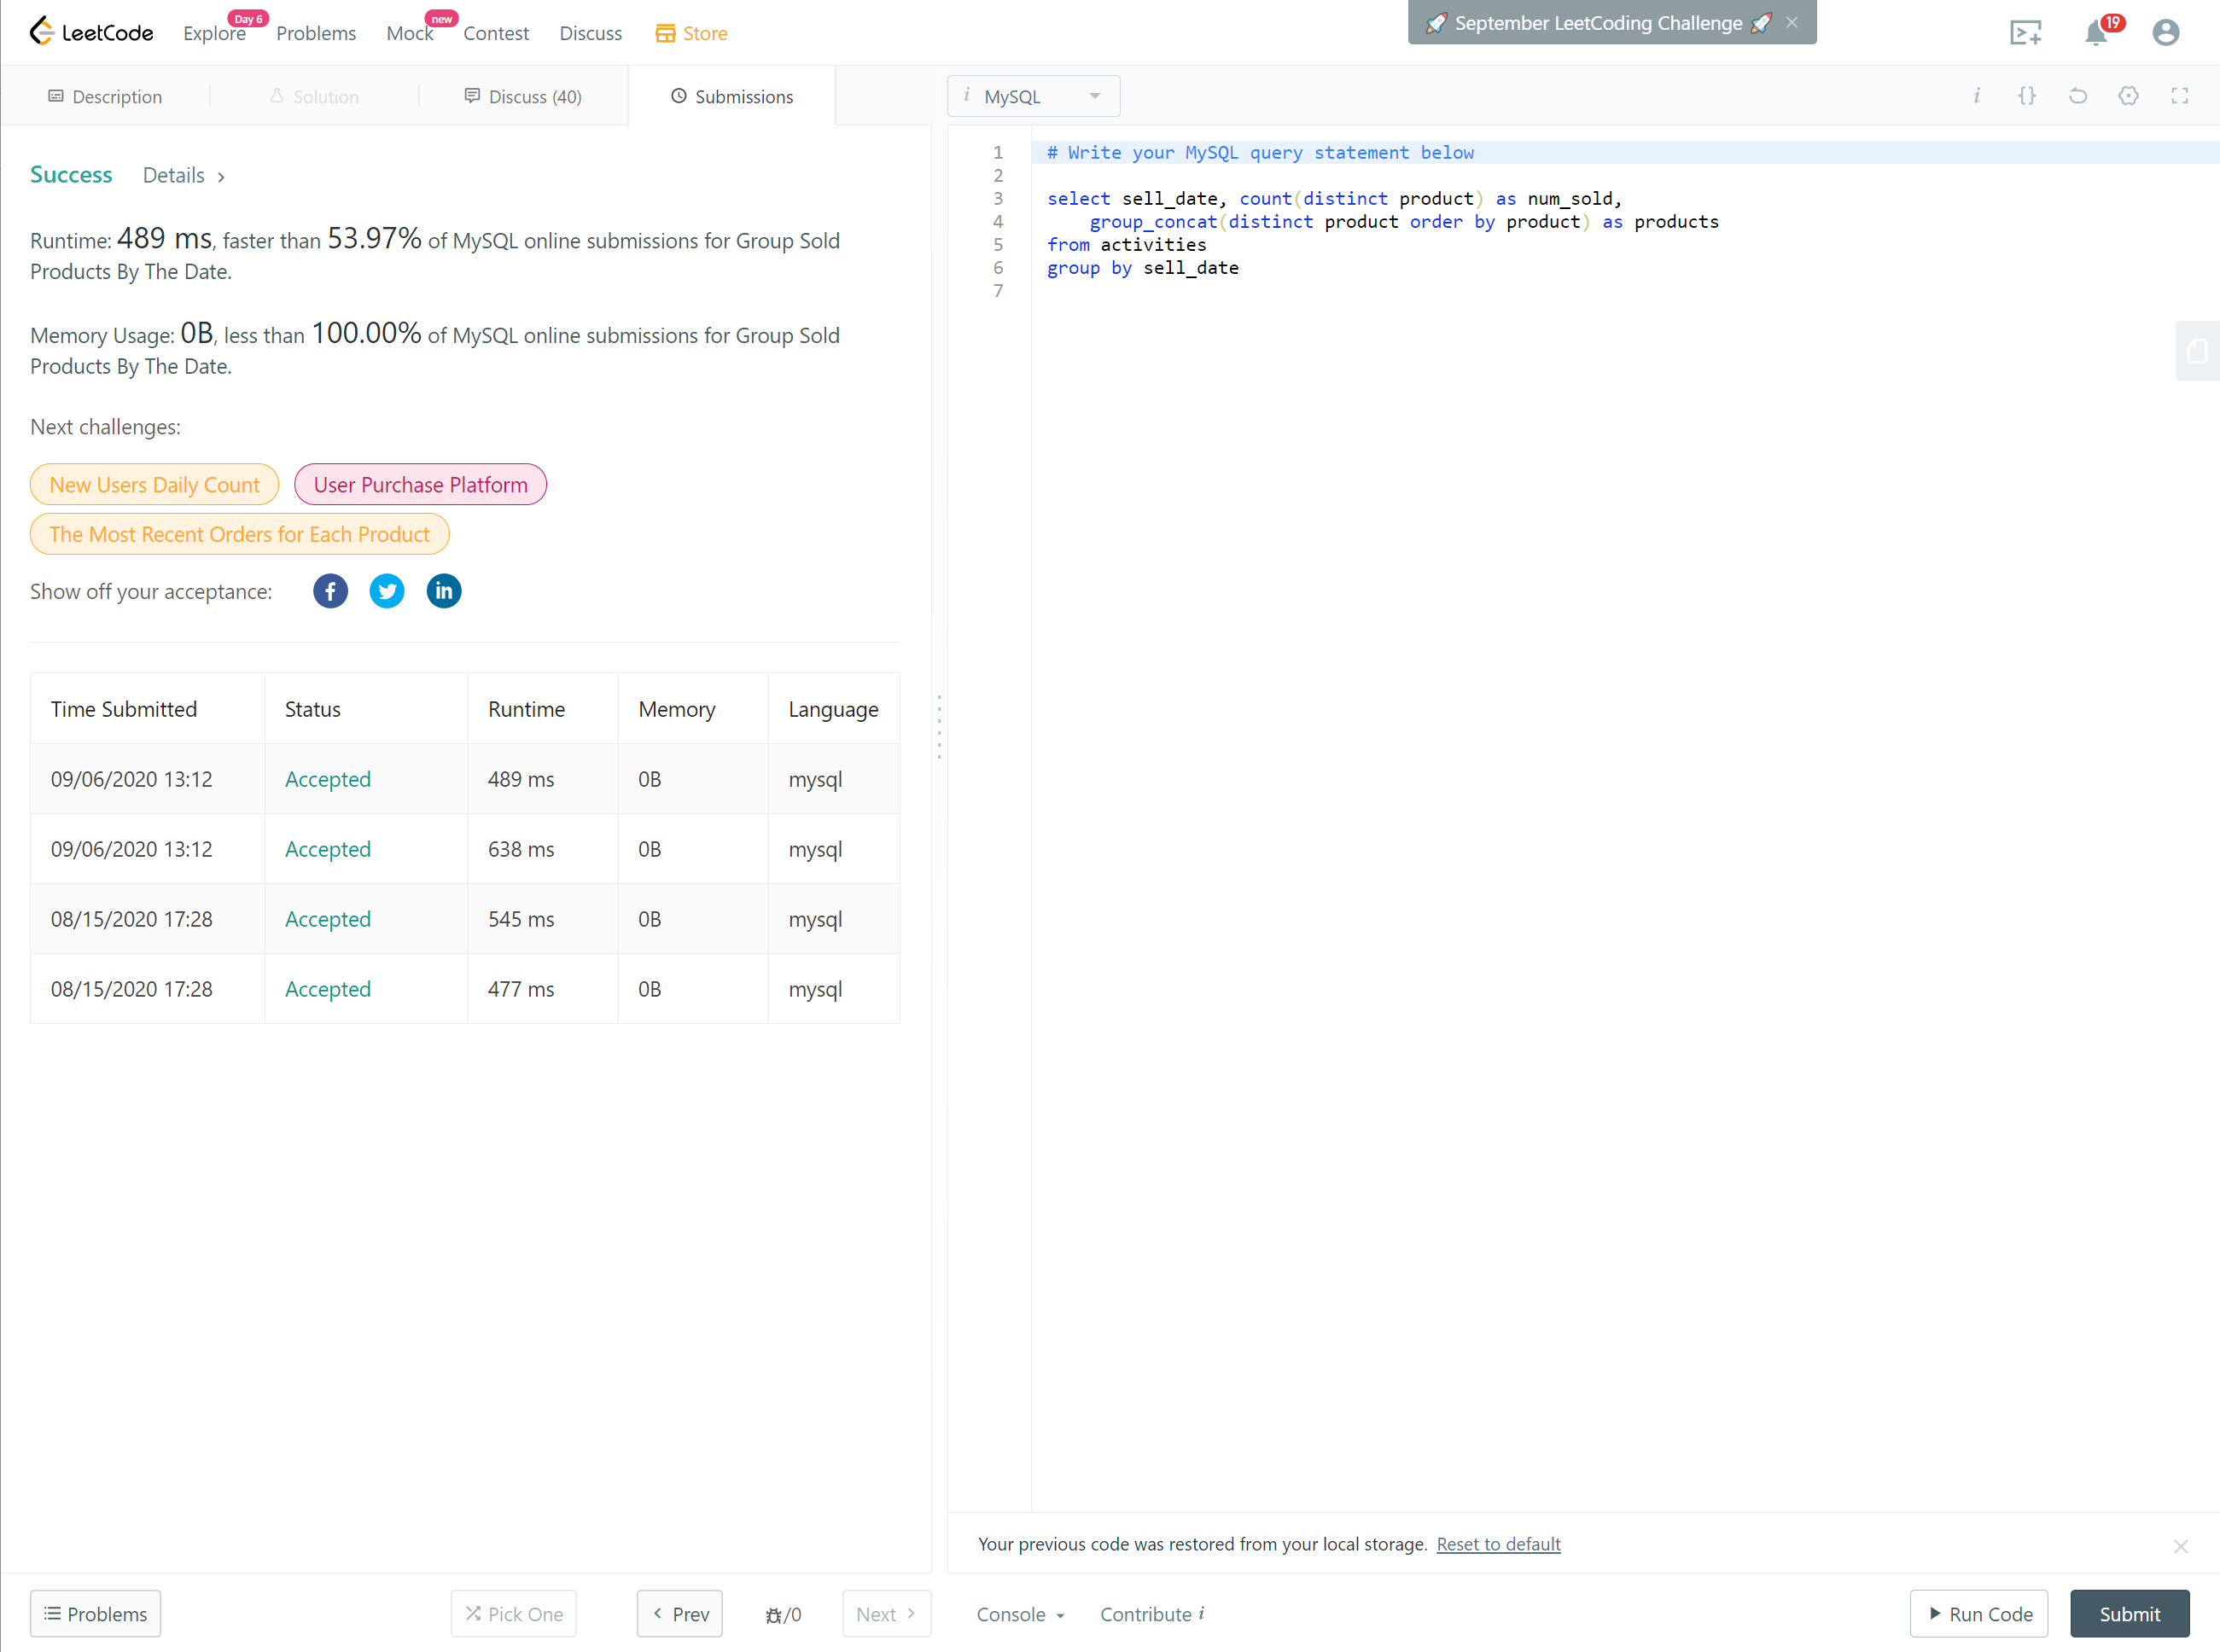 LeetCode
Explore Day 6 Problems Mock new Contest Discuss Store
🚀 September LeetCoding Challenge 🚀 ×
19
Description Solution Discuss (40) Submissions
i MySQL
i {}
Success Details >
Runtime: 489 ms, faster than 53.97% of MySQL online submissions for Group Sold
Products By The Date.
Memory Usage: 0B, less than 100.00% of MySQL online submissions for Group Sold
Products By The Date.
Next challenges:
New Users Daily Count User Purchase Platform
The Most Recent Orders for Each Product
Show off your acceptance: f in
Time Submitted Status Runtime Memory Language
09/06/2020 13:12 Accepted 489 ms 0B mysql
09/06/2020 13:12 Accepted 638 ms 0B mysql
08/15/2020 17:28 Accepted 545 ms 0B mysql
08/15/2020 17:28 Accepted 477 ms 0B mysql
1 # Write your MySQL query statement below
2
3 select sell_date, count(distinct product) as num_sold,
4 group_concat(distinct product order by product) as products
5 from activities
6 group by sell_date
7
Your previous code was restored from your local storage. Reset to default
Problems Pick One < Prev /0 Next >
Console Contribute i Run Code Submit